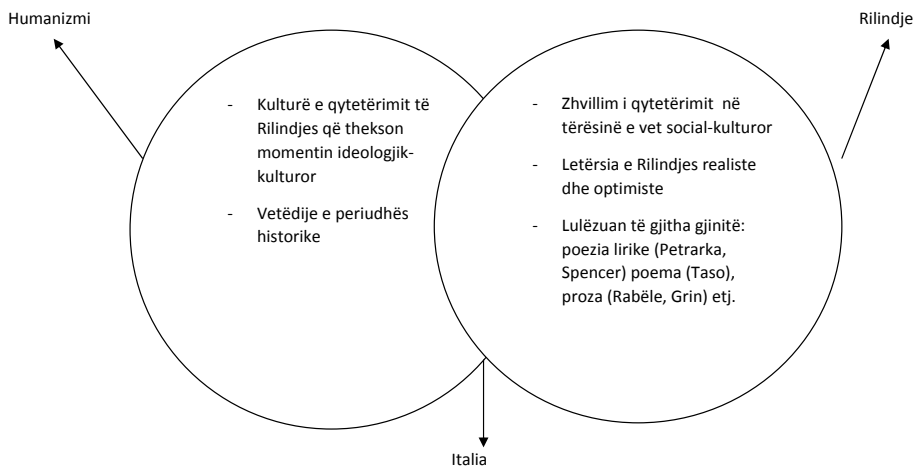 Humanizmi
Rilindje
- Kulturë e qytetërimit të
Rilindjes që thekson
momentin ideologjik-
kulturor
- Vetëdije e periudhës
historike
- Zhvillim i qytetërimit në
tërësinë e vet social-kulturor
- Letërsia e Rilindjes realiste
dhe optimiste
- Lulëzuan të gjitha gjinitë:
poezia lirike (Petrarka,
Spencer) poema (Taso),
proza (Rabële, Grin) etj.
Italia